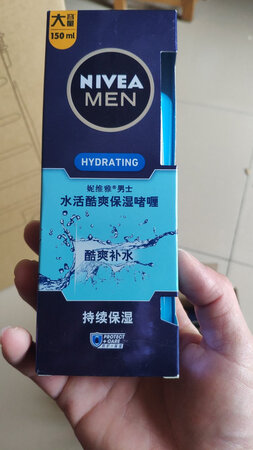 大容量
150 ml
NIVEA
MEN
HYDRATING
妮维雅®男士
水活酷爽保湿啫喱
酷爽补水
持续保湿
PROTECT
+ CARE